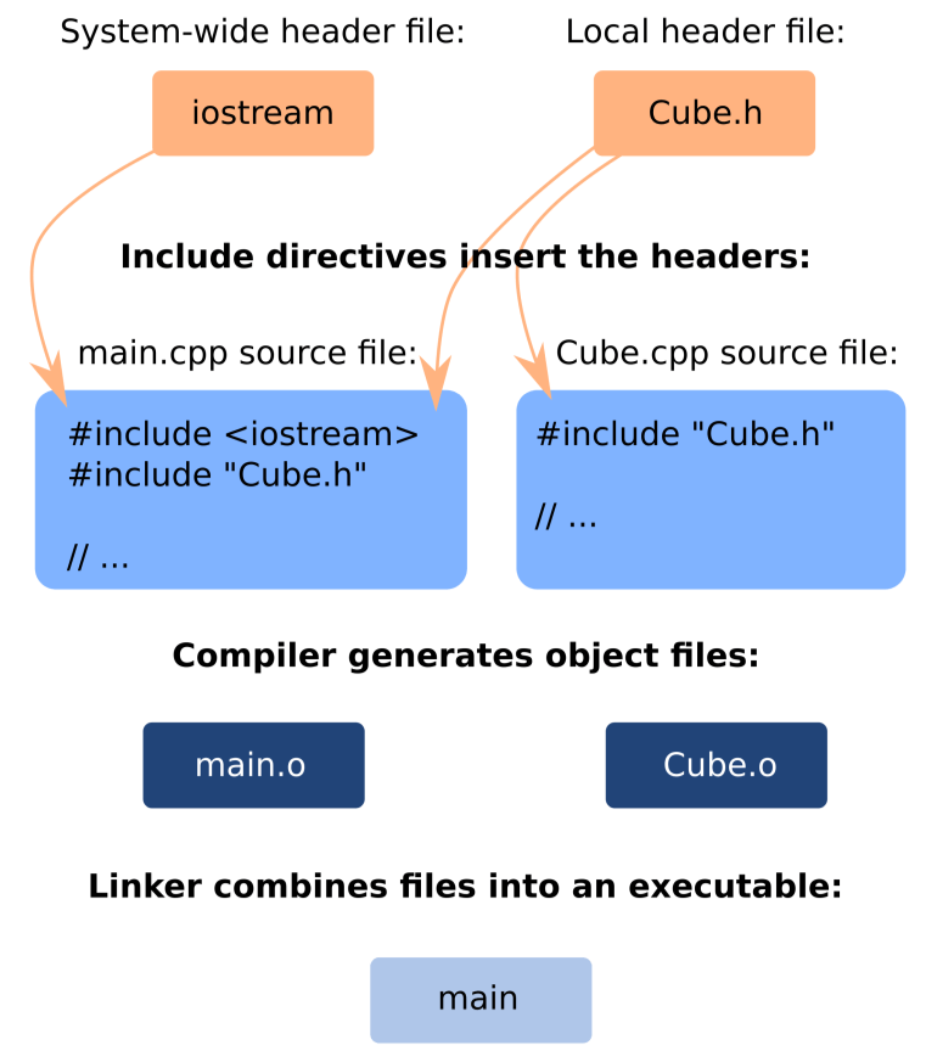 System-wide header file:
Local header file:
iostream
Cube.h
Include directives insert the headers:
main.cpp source file:
Cube.cpp source file:
#include <iostream>
#include "Cube.h"
// ...
#include "Cube.h"
// ...
Compiler generates object files:
main.o
Cube.o
Linker combines files into an executable:
main